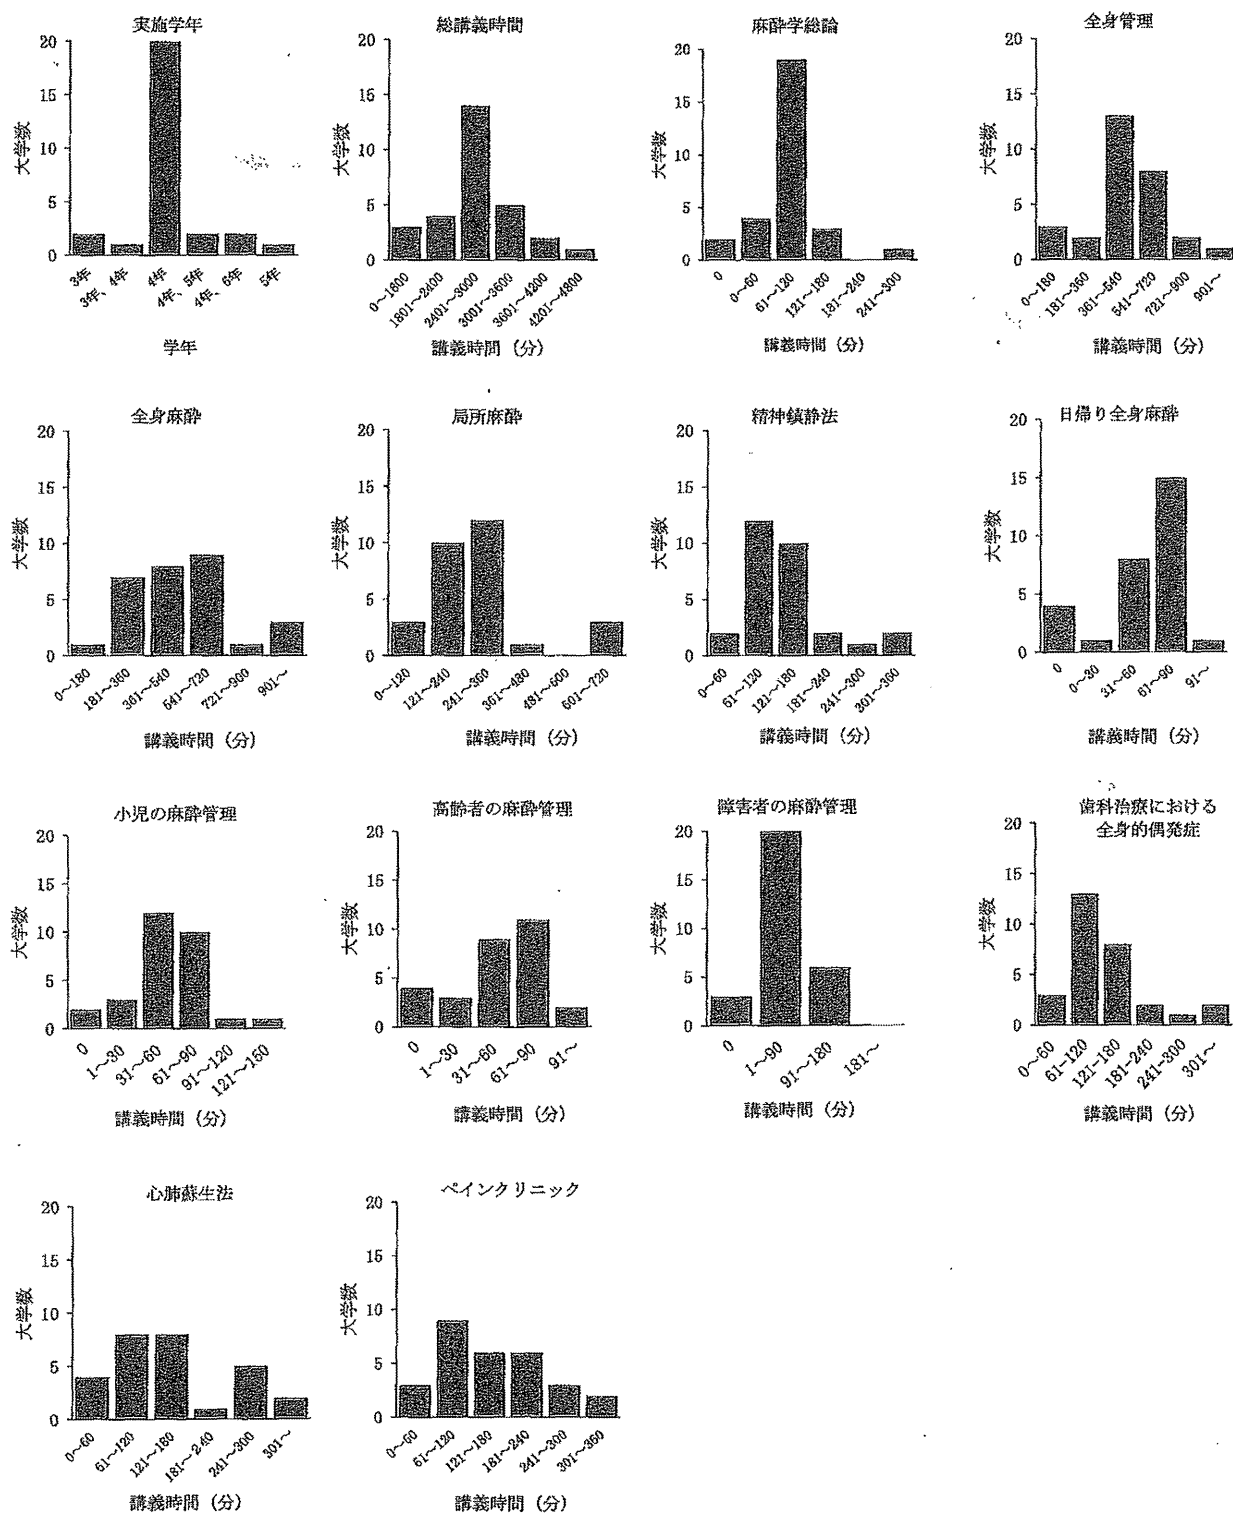 実施学年
20
15
10
5
0
大学数
3年
3年、4年
4年
4年、5年
4年、6年
5年
学年
総講義時間
20
15
10
5
0
大学数
0～1800
1801～2400
2401～3000
3001～3600
3601～4200
4201～4800
講義時間（分）
麻酔学総論
20
15
10
5
0
大学数
0
0～60
61～120
121～180
181～240
241～300
講義時間（分）
全身管理
20
15
10
5
0
大学数
0～180
181～360
361～540
541～720
721～900
901～
講義時間（分）
全身麻酔
20
15
10
5
0
大学数
0～180
181～360
361～540
541～720
721～900
901～
講義時間（分）
局所麻酔
20
15
10
5
0
大学数
0～120
121～240
241～360
361～480
481～600
601～720
講義時間（分）
精神鎮静法
20
15
10
5
0
大学数
0～60
61～120
121～180
181～240
241～300
301～360
講義時間（分）
日帰り全身麻酔
20
15
10
5
0
大学数
0
0～30
31～60
61～90
91～
講義時間（分）
小児の麻酔管理
20
15
10
5
0
大学数
0
1～30
31～60
61～90
91～120
121～150
講義時間（分）
高齢者の麻酔管理
20
15
10
5
0
大学数
0
1～30
31～60
61～90
91～
講義時間（分）
障害者の麻酔管理
20
15
10
5
0
大学数
0
1～90
91～180
181～
講義時間（分）
歯科治療における
全身的偶発症
20
15
10
5
0
大学数
0～60
61-120
121-180
181-240
241-300
301～
講義時間（分）
心肺蘇生法
20
15
10
5
0
大学数
0～60
61～120
121～180
181～240
241～300
301～
講義時間（分）
ペインクリニック
20
15
10
5
0
大学数
0～60
61～120
121～180
181～240
241～300
301～360
講義時間（分）